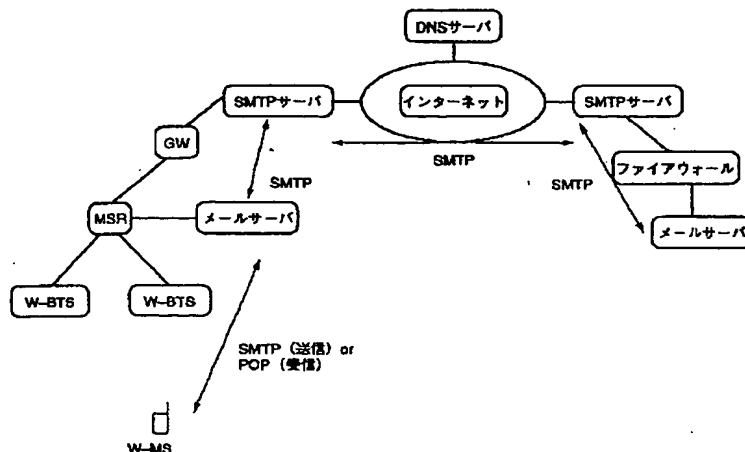 DNSサーバ
SMTPサーバ
インターネット
SMTPサーバ
GW
SMTP
ファイアウォール
SMTP
SMTP
MSR
メールサーバ
メールサーバ
W-BTS
W-BTS
SMTP (送信) or
POP (受信)
W-MS